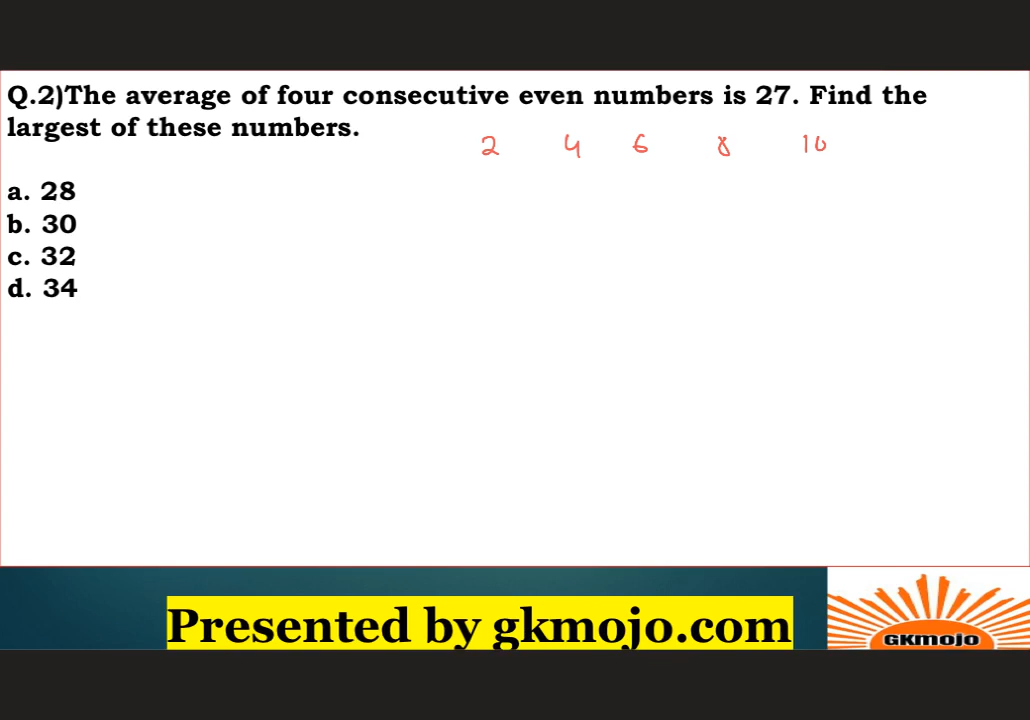 Q.2)The average of four consecutive even numbers is 27. Find the
largest of these numbers.
2 4 6 8 10
a. 28
b. 30
c. 32
d. 34
Presented by gkmojo.com
GKmojo